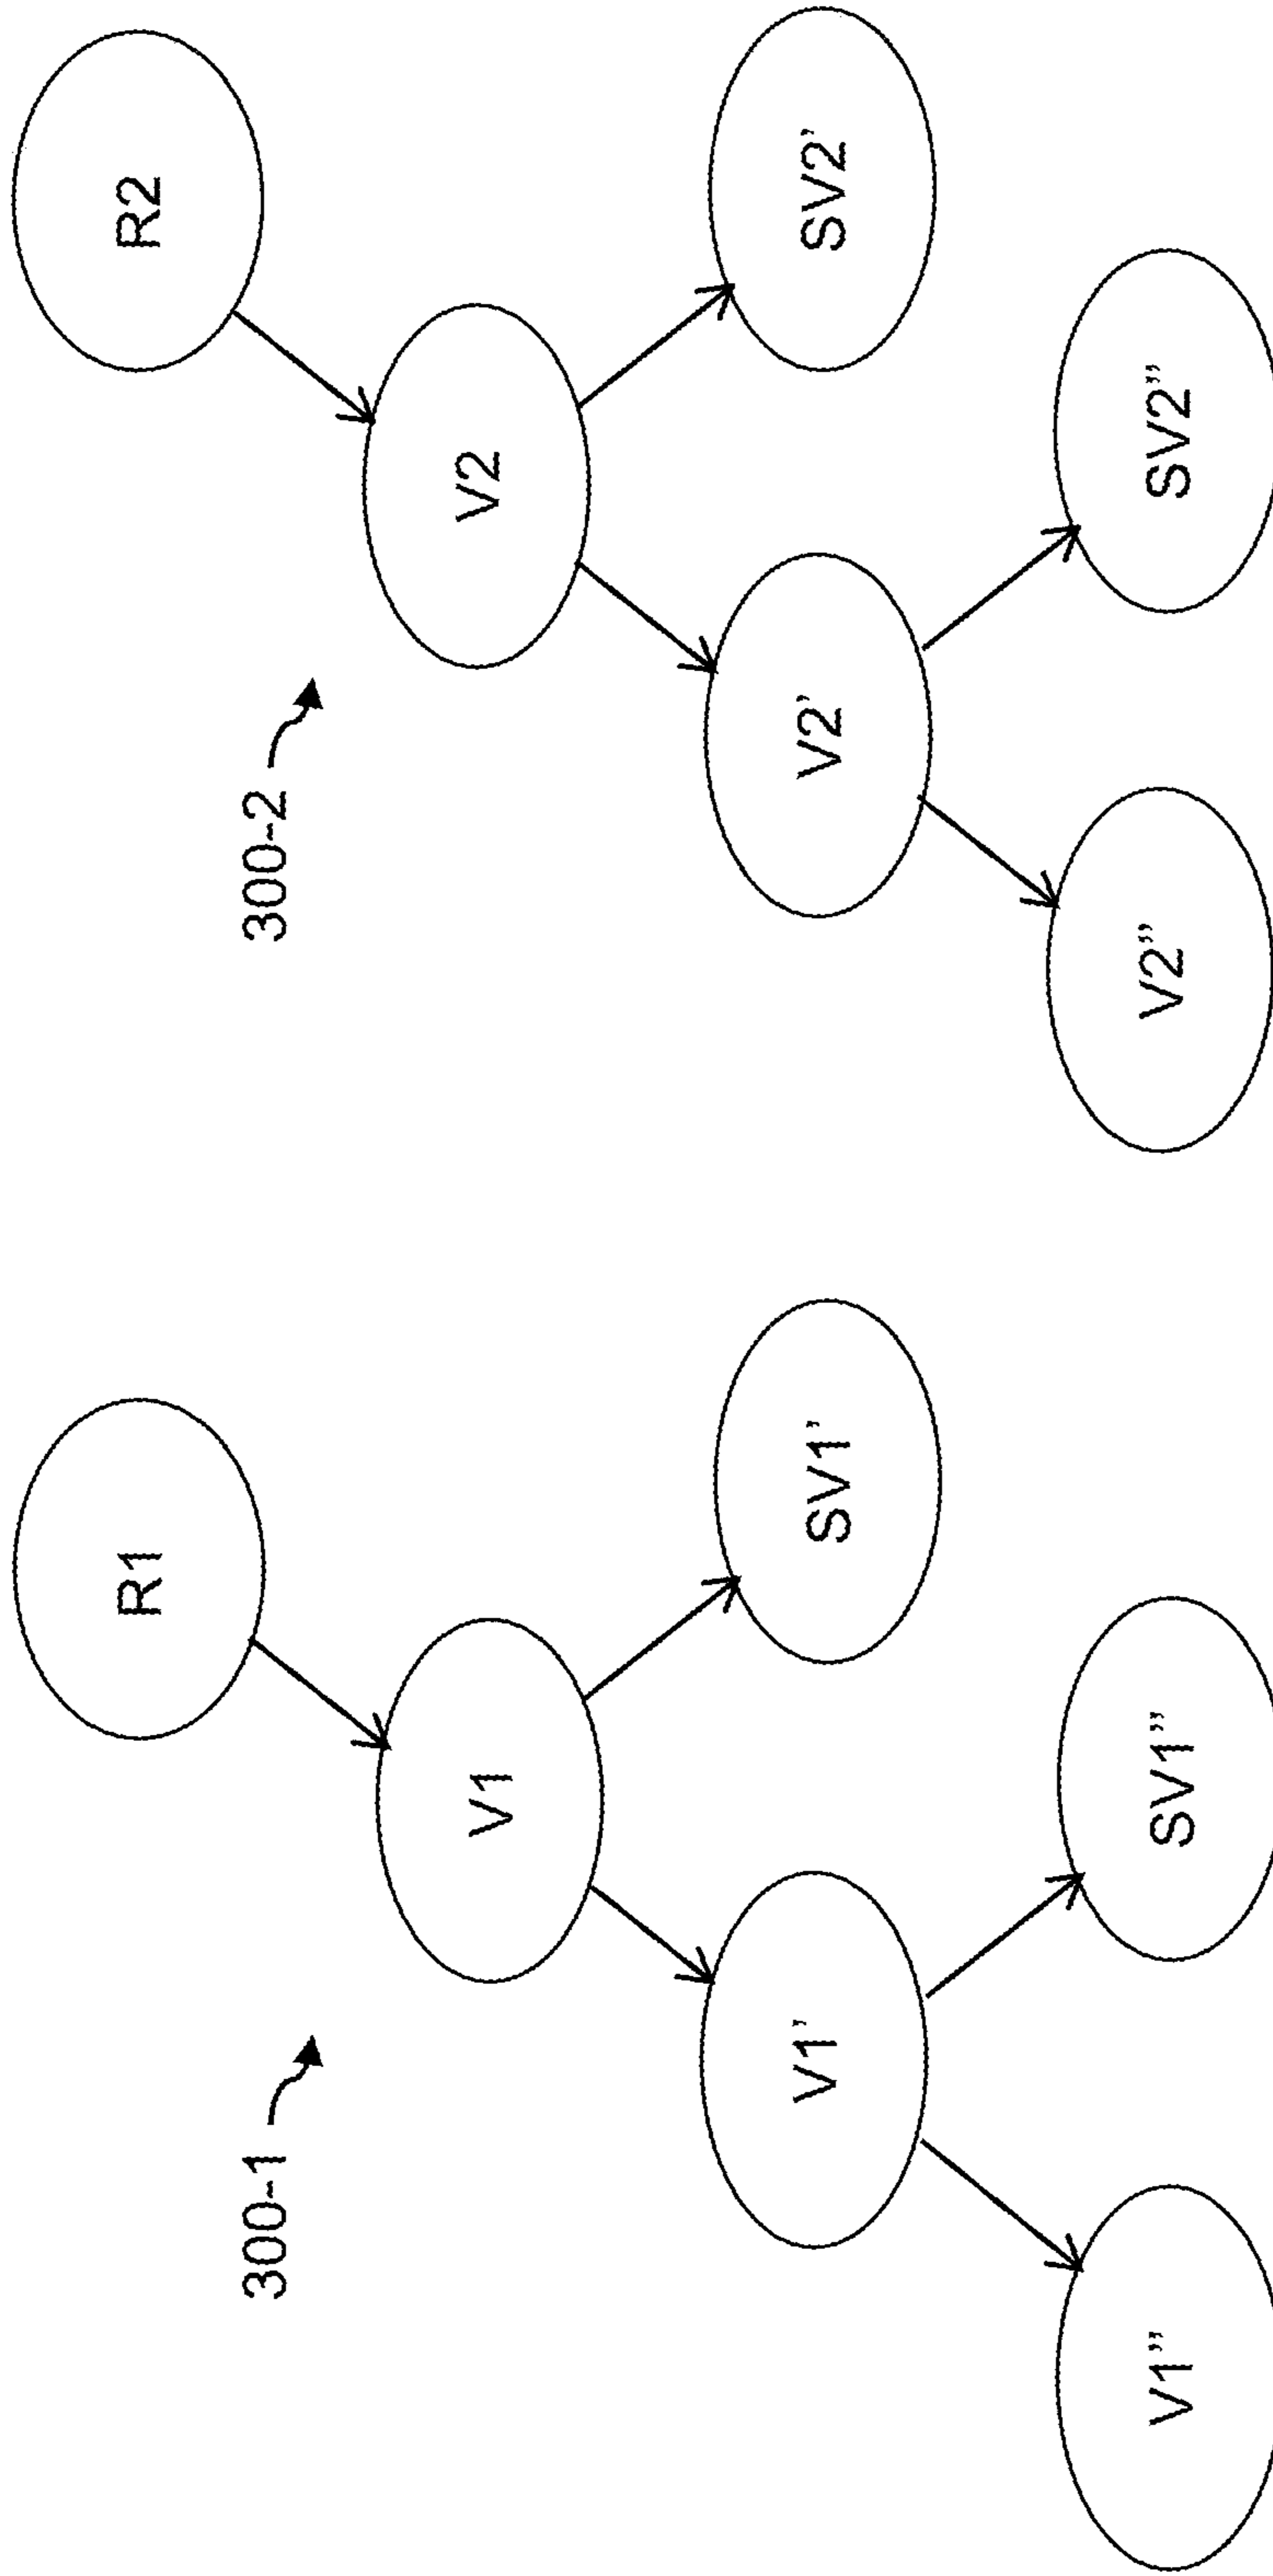 R1
R2
300-1
300-2
V1
V2
V1'
SV1'
V2'
SV2'
V1”
SV1”
V2”
SV2”